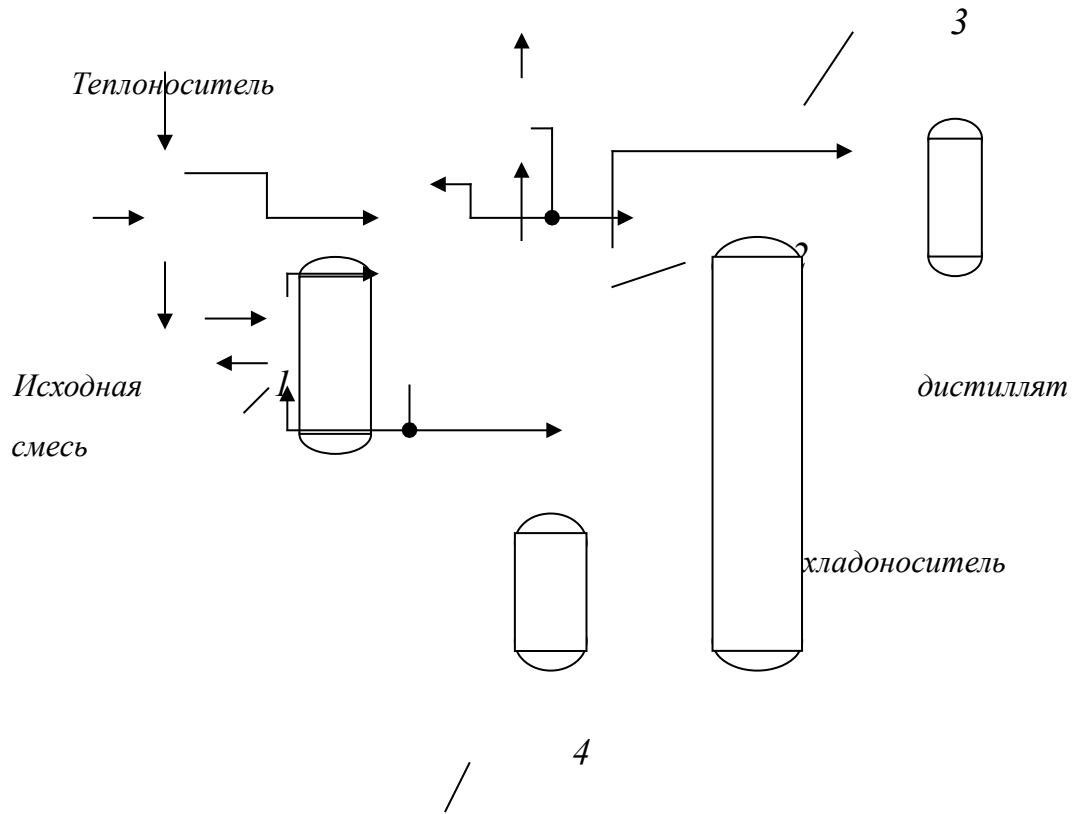 3
Теплоноситель
2
1
Исходная
дистиллят
смесь
хладоноситель
4